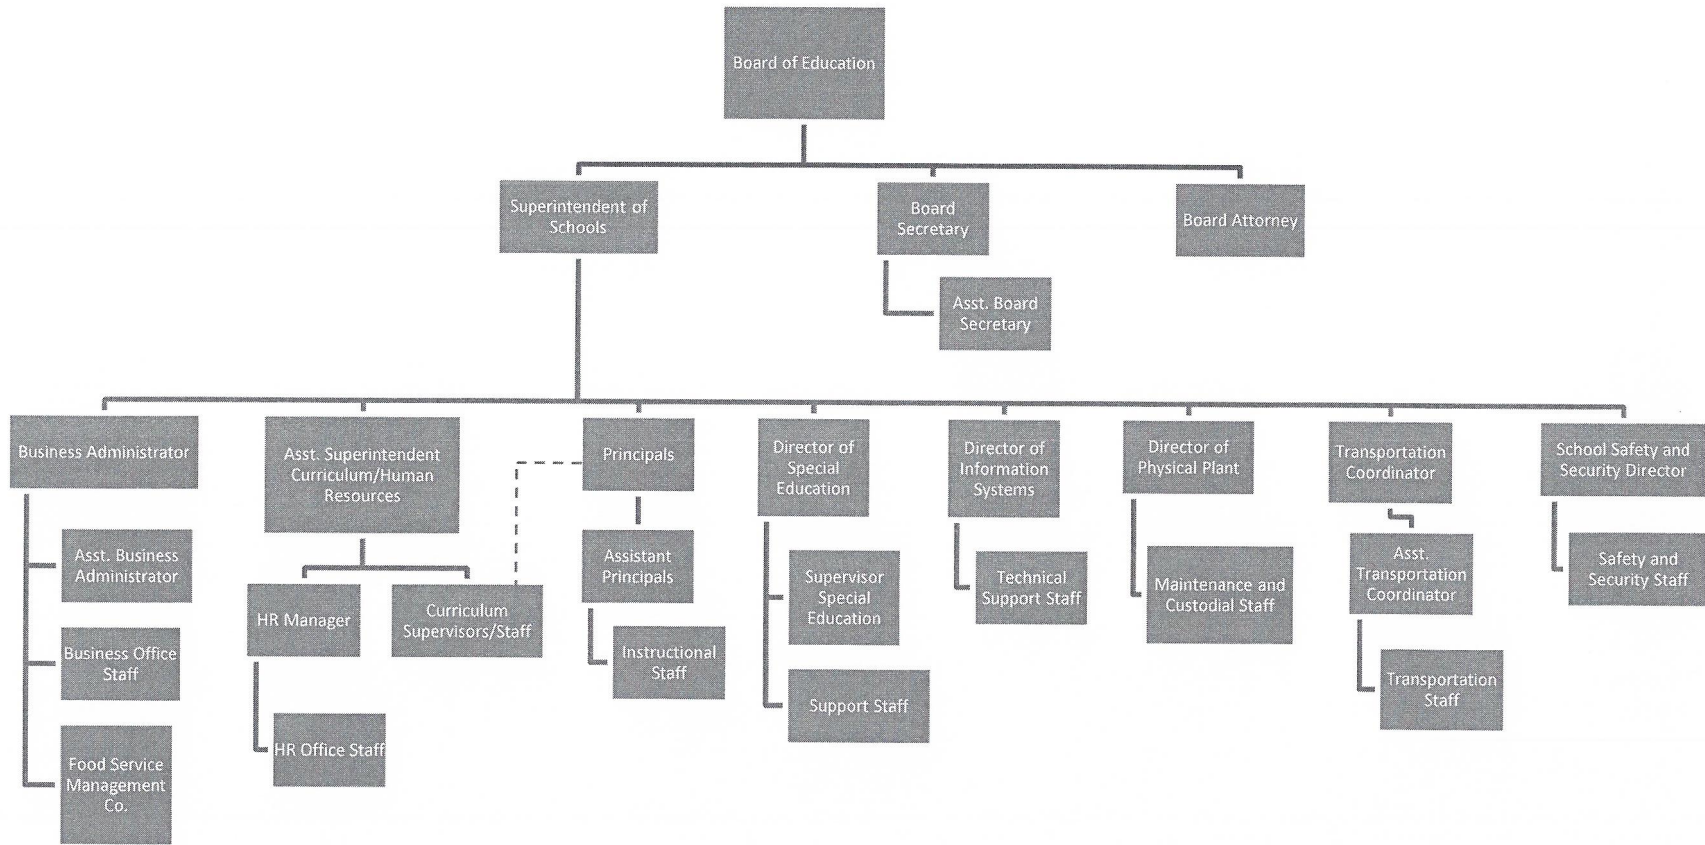 Board of Education
Superintendent of
Schools
Board
Secretary
Board Attorney
Asst. Board
Secretary
Business Administrator
Asst. Superintendent
Curriculum/Human
Resources
Principals
Director of
Special
Education
Director of
Information
Systems
Director of
Physical Plant
Transportation
Coordinator
School Safety and
Security Director
Asst. Business
Administrator
Business Office
Staff
Food Service
Management
Co.
HR Manager
Curriculum
Supervisors/Staff
HR Office Staff
Assistant
Principals
Instructional
Staff
Supervisor
Special
Education
Support Staff
Technical
Support Staff
Maintenance and
Custodial Staff
Asst.
Transportation
Coordinator
Transportation
Staff
Safety and
Security Staff